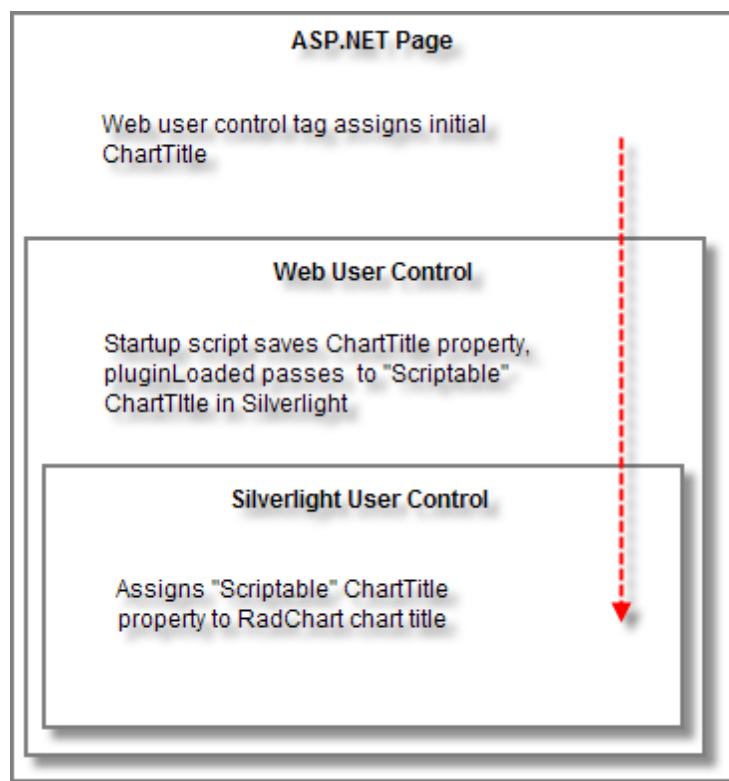 ASP.NET Page
Web user control tag assigns initial
ChartTitle
Web User Control
Startup script saves ChartTitle property,
pluginLoaded passes  to "Scriptable"
ChartTItle in Silverlight
Silverlight User Control
Assigns "Scriptable" ChartTitle
property to RadChart chart title